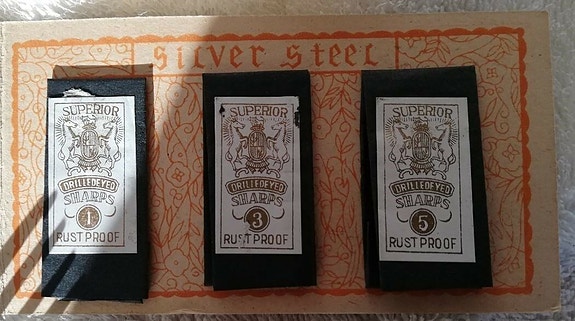 Silver Steel
SUPERIOR
DRILLEDEYED
SHARPS
1
RUST PROOF
SUPERIOR
DRILLEDEYED
SHARPS
3
RUST PROOF
SUPERIOR
DRILLEDEYED
SHARPS
5
RUST PROOF